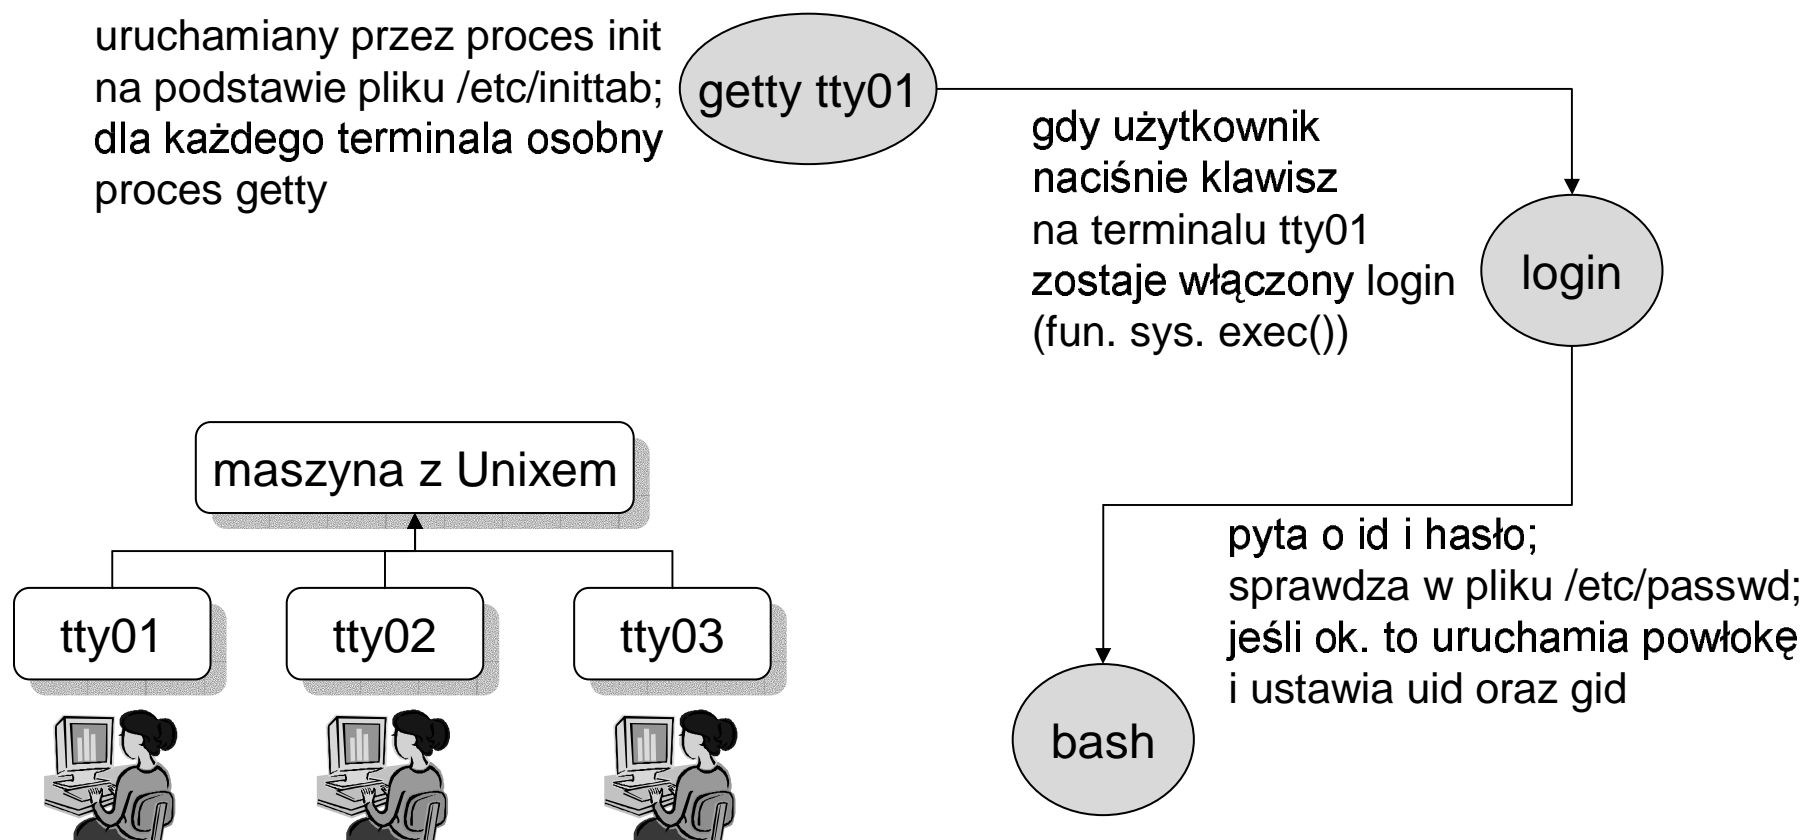 uruchamiany przez proces init
na podstawie pliku /etc/inittab;
dla każdego terminala osobny
proces getty
getty tty01
gdy użytkownik
naciśnie klawisz
na terminalu tty01
zostaje włączony login
(fun. sys. exec())
login
maszyna z Unixem
tty01
tty02
tty03
pyta o id i hasło;
sprawdza w pliku /etc/passwd;
jeśli ok. to uruchamia powłokę
i ustawia uid oraz gid
bash